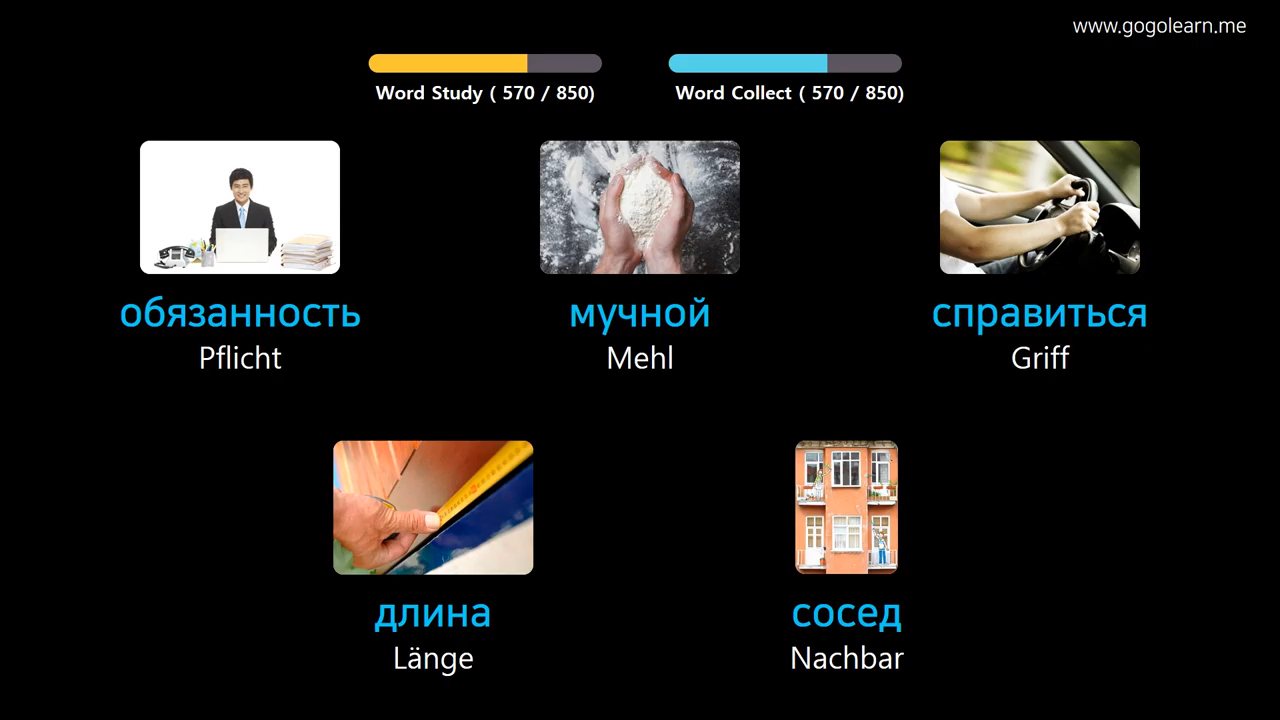 www.gogolearn.me
Word Study ( 570 / 850)
Word Collect ( 570 / 850)
обязанность
Pflicht
мучной
Mehl
справиться
Griff
длина
Länge
сосед
Nachbar